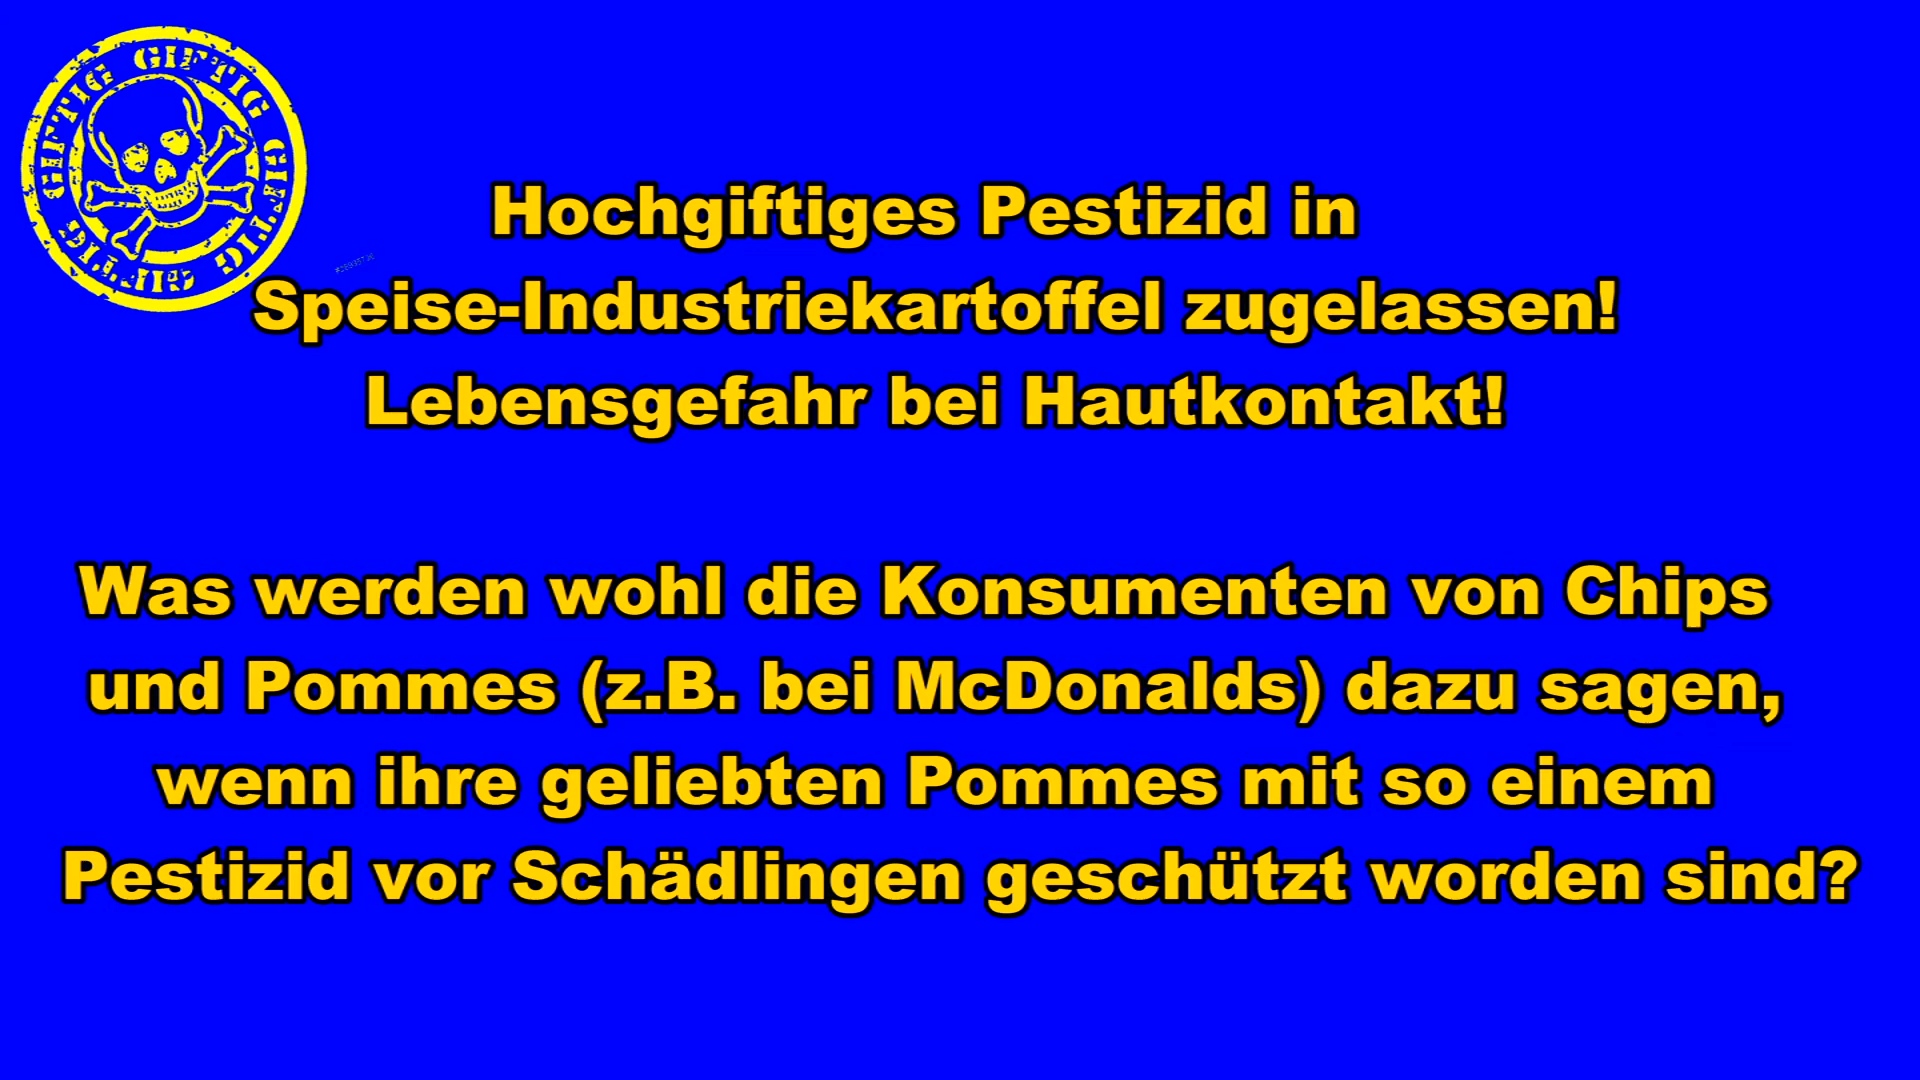 GIFTIG GIFTIG GIFTIG GIFTIG GIFTIG
Hochgiftiges Pestizid in
Speise-Industriekartoffel zugelassen!
Lebensgefahr bei Hautkontakt!
Was werden wohl die Konsumenten von Chips
und Pommes (z.B. bei McDonalds) dazu sagen,
wenn ihre geliebten Pommes mit so einem
Pestizid vor Schädlingen geschützt worden sind?